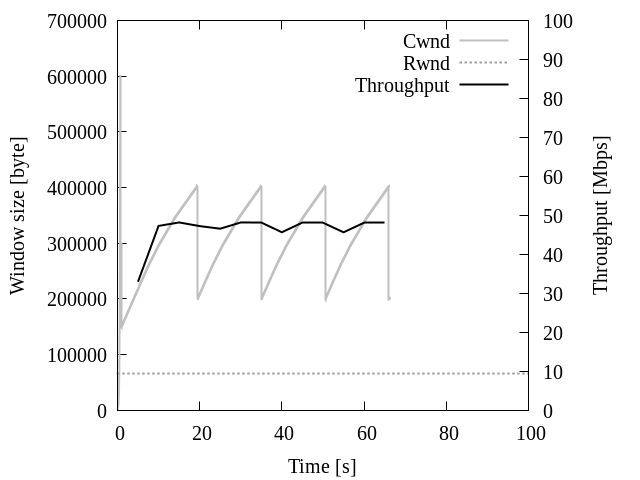 700000
600000
500000
400000
300000
200000
100000
0
Window size [byte]
Cwnd
Rwnd
Throughput
100
90
80
70
60
50
40
30
20
10
0
Throughput [Mbps]
0 20 40 60 80 100
Time [s]